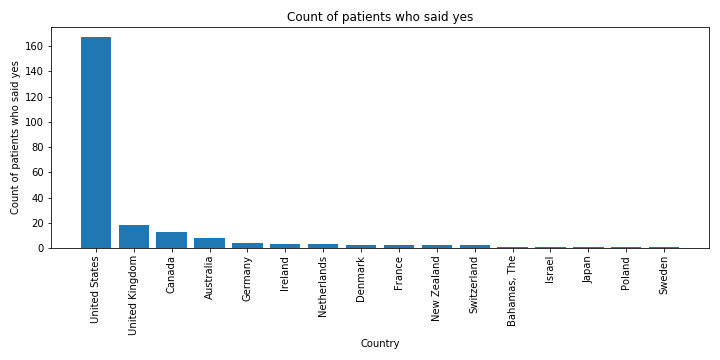 Count of patients who said yes
Count of patients who said yes
160
140
120
100
80
60
40
20
0
United States
United Kingdom
Canada
Australia
Germany
Ireland
Netherlands
Denmark
France
New Zealand
Switzerland
Bahamas, The
Israel
Japan
Poland
Sweden
Country